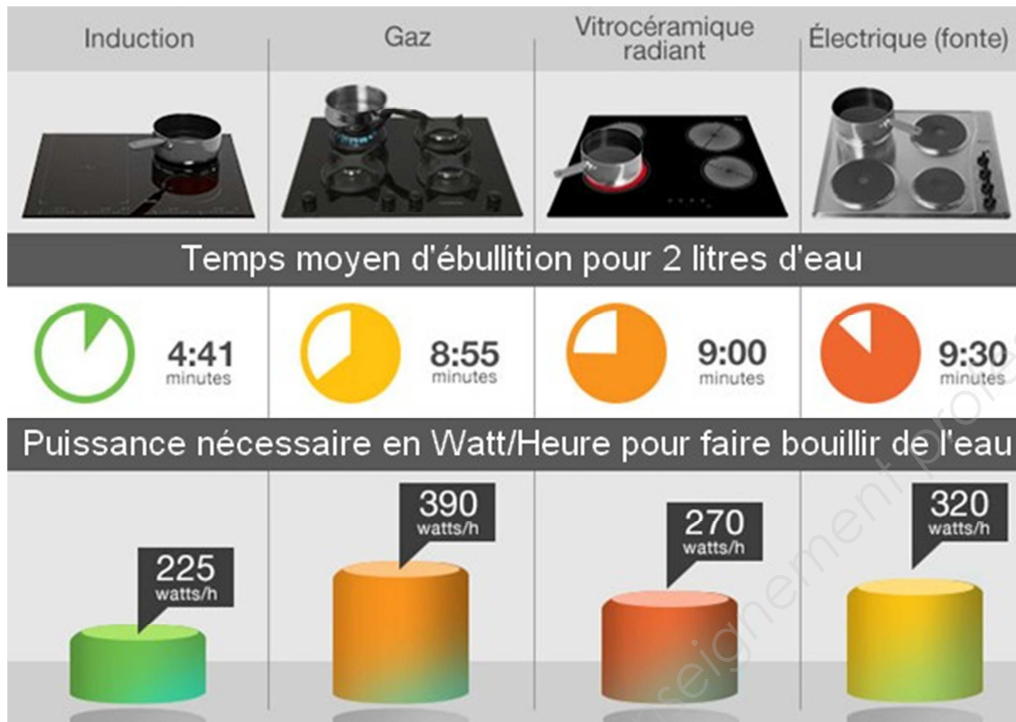 Induction
Gaz
Vitrocéramique
radiant
Électrique (fonte)
Temps moyen d'ébullition pour 2 litres d'eau
4:41
minutes
8:55
minutes
9:00
minutes
9:30
minutes
Puissance nécessaire en Watt/Heure pour faire bouillir de l'eau
225
watts/h
390
watts/h
270
watts/h
320
watts/h